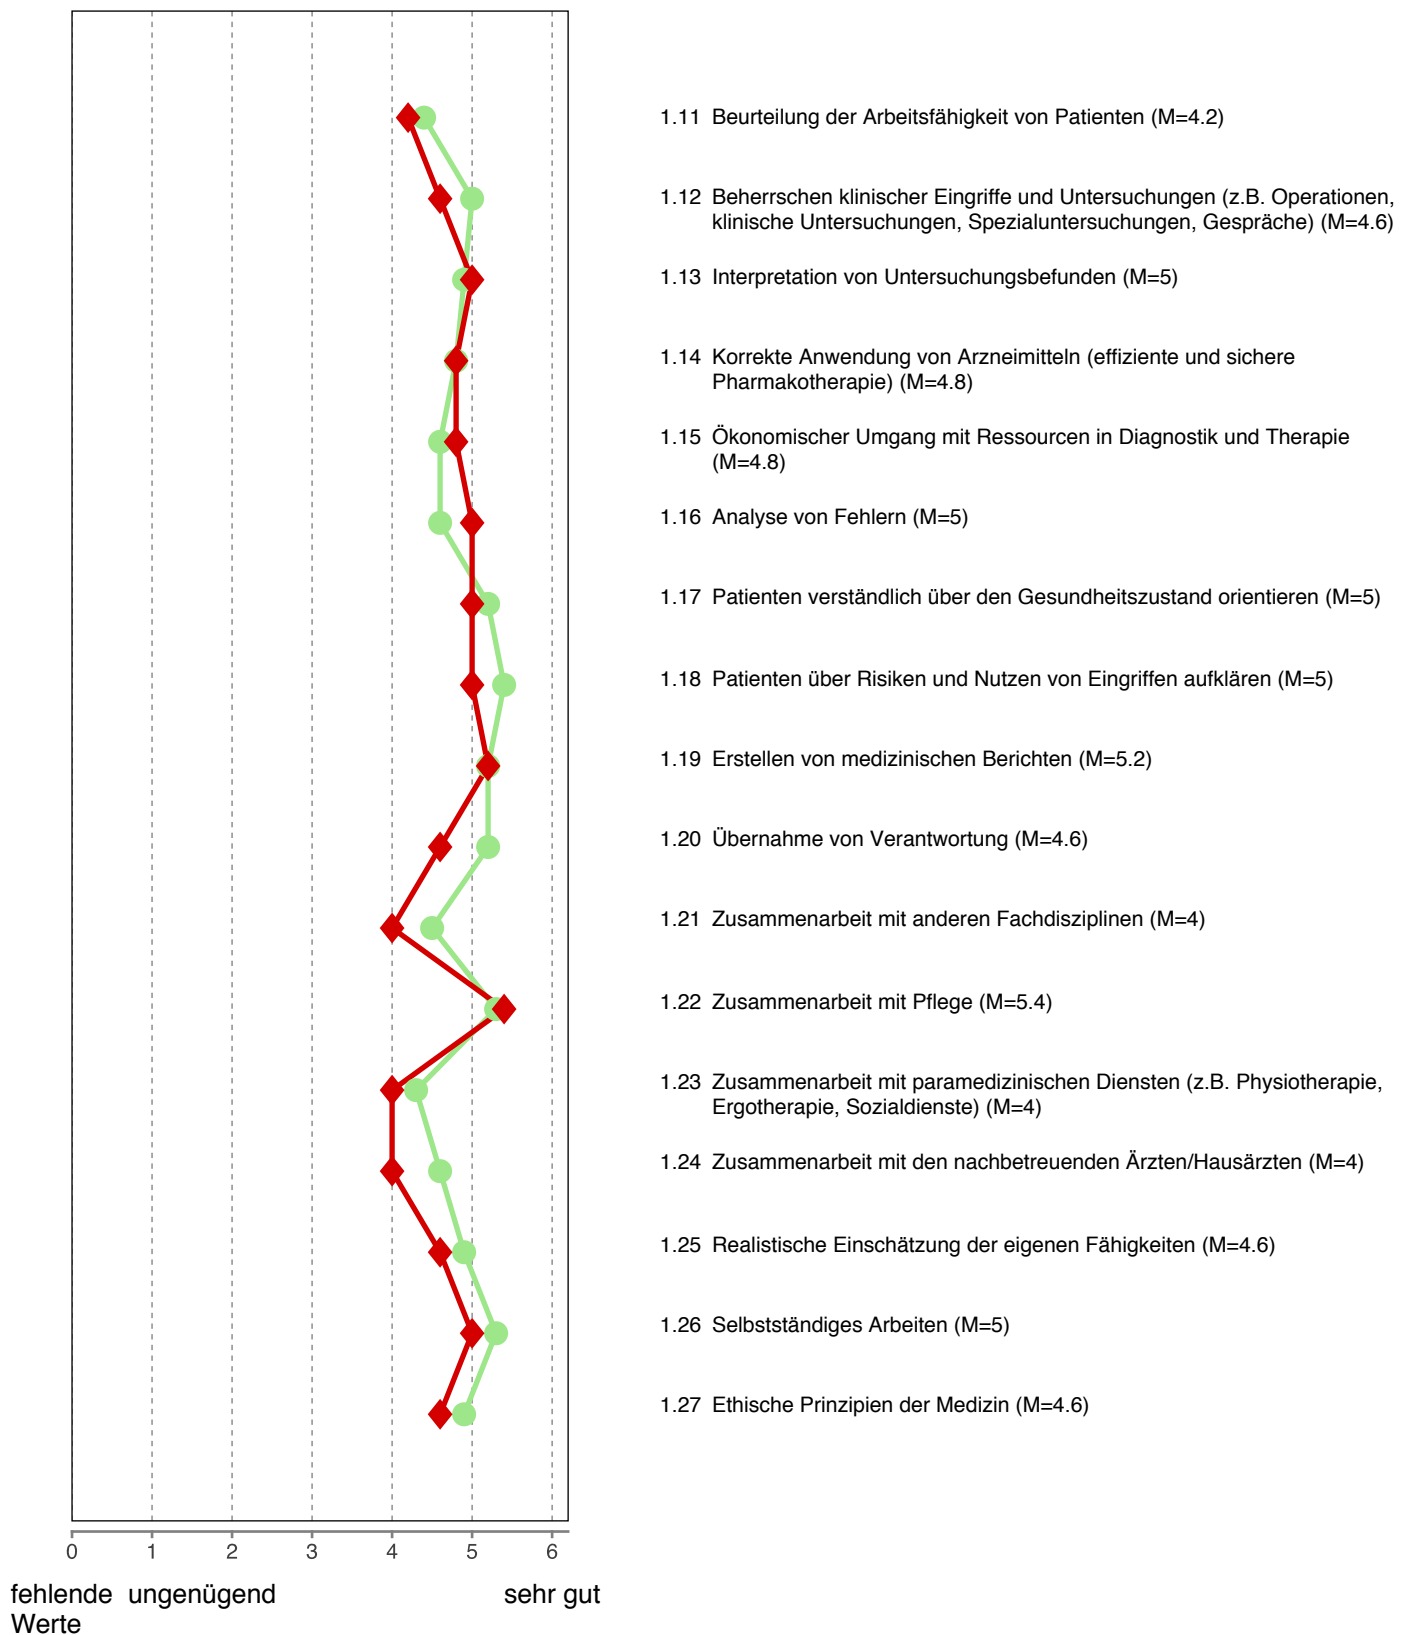 1.11 Beurteilung der Arbeitsfähigkeit von Patienten (M=4.2)
1.12 Beherrschen klinischer Eingriffe und Untersuchungen (z.B. Operationen,
klinische Untersuchungen, Spezialuntersuchungen, Gespräche) (M=4.6)
1.13 Interpretation von Untersuchungsbefunden (M=5)
1.14 Korrekte Anwendung von Arzneimitteln (effiziente und sichere
Pharmakotherapie) (M=4.8)
1.15 Ökonomischer Umgang mit Ressourcen in Diagnostik und Therapie
(M=4.8)
1.16 Analyse von Fehlern (M=5)
1.17 Patienten verständlich über den Gesundheitszustand orientieren (M=5)
1.18 Patienten über Risiken und Nutzen von Eingriffen aufklären (M=5)
1.19 Erstellen von medizinischen Berichten (M=5.2)
1.20 Übernahme von Verantwortung (M=4.6)
1.21 Zusammenarbeit mit anderen Fachdisziplinen (M=4)
1.22 Zusammenarbeit mit Pflege (M=5.4)
1.23 Zusammenarbeit mit paramedizinischen Diensten (z.B. Physiotherapie,
Ergotherapie, Sozialdienste) (M=4)
1.24 Zusammenarbeit mit den nachbetreuenden Ärzten/Hausärzten (M=4)
1.25 Realistische Einschätzung der eigenen Fähigkeiten (M=4.6)
1.26 Selbstständiges Arbeiten (M=5)
1.27 Ethische Prinzipien der Medizin (M=4.6)
0 1 2 3 4 5 6
fehlende ungenügend sehr gut
Werte